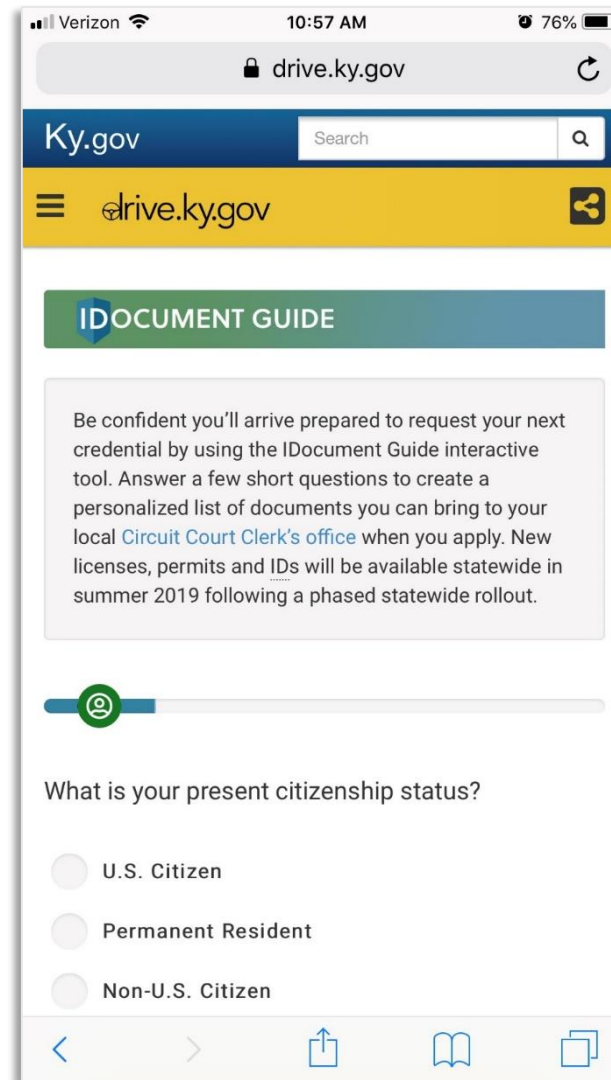 Verizon 10:57 AM 76%
drive.ky.gov
Ky.gov Search
drive.ky.gov
IDOCUMENT GUIDE
Be confident you'll arrive prepared to request your next
credential by using the IDocument Guide interactive
tool. Answer a few short questions to create a
personalized list of documents you can bring to your
local Circuit Court Clerk's office when you apply. New
licenses, permits and IDs will be available statewide in
summer 2019 following a phased statewide rollout.
What is your present citizenship status?
U.S. Citizen
Permanent Resident
Non-U.S. Citizen